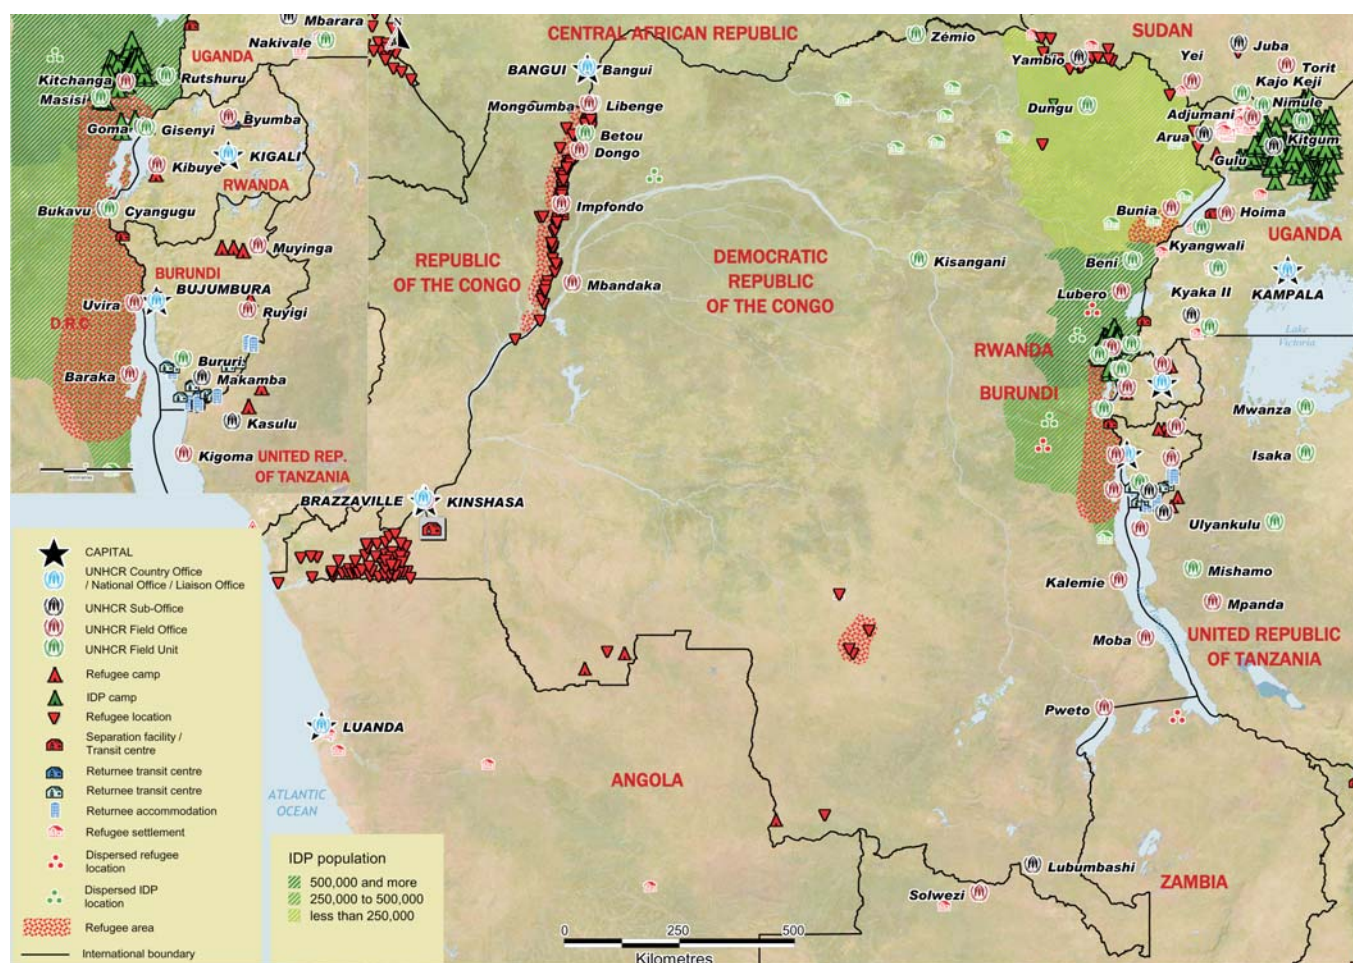 Mbarara
Nakivale
UGANDA
Kitchanga
Rutshuru
Masisi
Byumba
Goma
Gisenyi
KIGALI
Kibuye
RWANDA
Bukavu
Cyangugu
Muyinga
BURUNDI
BUJUMBURA
Uvira
Ruyigi
D.R.C
Bururi
Baraka
Makamba
Kasulu
Kigoma
UNITED REP.
OF TANZANIA
N
CENTRAL AFRICAN REPUBLIC
Zémio
SUDAN
Juba
Yambio
Yei
Torit
BANGUI
Bangui
Kajo Keji
Mongoumba
Libenge
Dungu
Nimule
Adjumani
Betou
Arua
Kitgum
Dongo
Gulu
Impfondo
Bunia
Hoima
UGANDA
Kyangwali
REPUBLIC
OF THE CONGO
DEMOCRATIC
REPUBLIC
OF THE CONGO
Kisangani
Beni
Mbandaka
Lubero
Kyaka II
KAMPALA
Lake
Victoria
RWANDA
BURUNDI
Mwanza
Isaka
BRAZZAVILLE
KINSHASA
Ulyankulu
Mishamo
Kalemie
Mpanda
Moba
UNITED REPUBLIC
OF TANZANIA
Pweto
LUANDA
ANGOLA
ATLANTIC
OCEAN
Lubumbashi
Solwezi
ZAMBIA
CAPITAL
UNHCR Country Office
/ National Office / Liaison Office
UNHCR Sub-Office
UNHCR Field Office
UNHCR Field Unit
Refugee camp
IDP camp
Refugee location
Separation facility /
Transit centre
Returnee transit centre
Returnee transit centre
Returnee accommodation
Refugee settlement
Dispersed refugee
location
Dispersed IDP
location
Refugee area
International boundary
IDP population
500,000 and more
250,000 to 500,000
less than 250,000
0 250 500
Kilometres